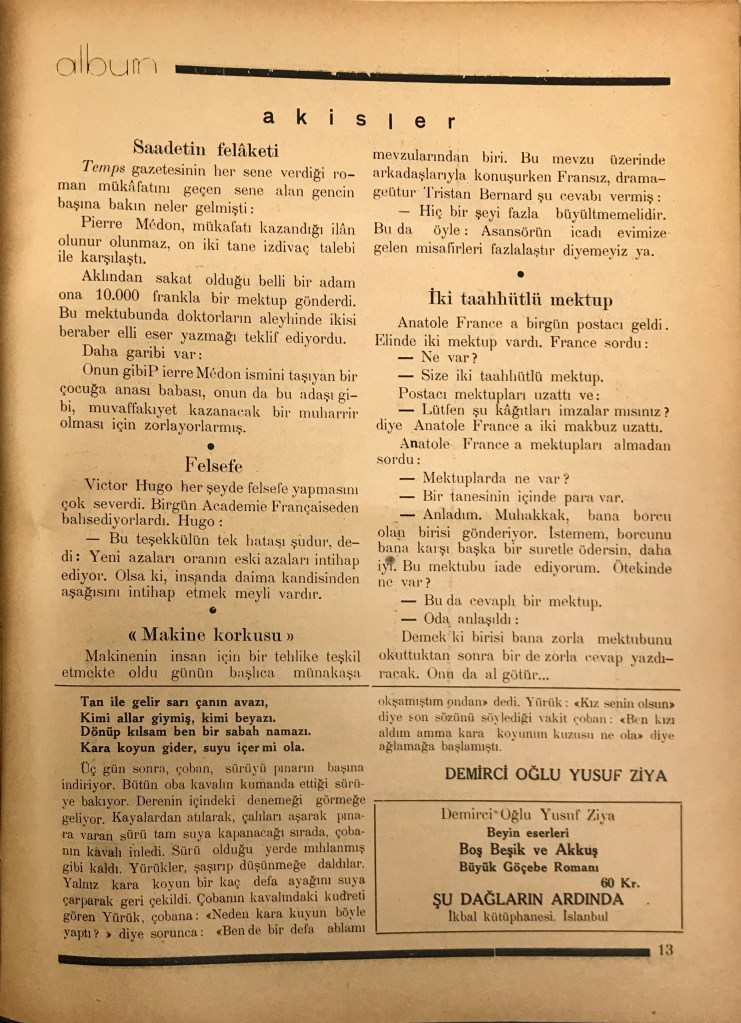 album
akisler
Saadetin felâketi
Temps gazetesinin her sene verdiği ro-
man mükâfatını geçen sene alan gencin
başına bakın neler gelmişti:
Pierre Médon, mükafatı kazandığı ilân
olunur olunmaz, on iki tane izdivaç talebi
ile karşılaştı.
Aklından sakat olduğu belli bir adam
ona 10.000 frankla bir mektup gönderdi.
Bu mektubunda doktorların aleyhinde ikisi
beraber elli eser yazmağı teklif ediyordu.
Daha garibi var:
Onun gibiP ierre Médon ismini taşıyan bir
çocuğa anası babası, onun da bu adaşı gi-
bi, muvaffakıyet kazanacak bir muharrir
olması için zorlayorlarmış.
•
Felsefe
Victor Hugo her şeyde felsefe yapmasını
çok severdi. Birgün Academie Françaiseden
bahsediyorlardı. Hugo:
— Bu teşekkülün tek hatası şudur, de-
di: Yeni azaları oranın eski azaları intihap
ediyor. Olsa ki, insanda daima kandisinden
aşağısını intihap etmek meyli vardır.
•
« Makine korkusu »
Makinenin insan için bir tehlike teşkil
etmekte oldu günün başlıca münakaşa
mevzularından biri. Bu mevzu üzerinde
arkadaşlarıyla konuşurken Fransız, drama-
geütur Tristan Bernard şu cevabı vermiş:
— Hiç bir şeyi fazla büyültmemelidir.
Bu da öyle: Asansörün icadı evimize
gelen misafirleri fazlalaştır diyemeyiz ya.
•
İki taahhütlü mektup
Anatole France a birgün postacı geldi.
Elinde iki mektup vardı. France sordu:
— Ne var?
— Size iki taahhütlü mektup.
Postacı mektupları uzattı ve:
— Lûtfen şu kâğıtları imzalar mısınız?
diye Anatole France a iki makbuz uzattı.
Anatole France a mektupları almadan
sordu:
— Mektuplarda ne var?
— Bir tanesinin içinde para var.
— Anladım. Muhakkak, bana borcu
olan birisi gönderiyor. İstemem, borcunu
bana karşı başka bir suretle ödersin, daha
iyi. Bu mektubu iade ediyorum. Ötekinde
ne var?
— Bu da cevaplı bir mektup.
— Oda anlaşıldı:
Demek ki birisi bana zorla mektubunu
okuttuktan sonra bir de zorla cevap yazdı-
racak. Onu da al götür...
Tan ile gelir sarı çanın avazı,
Kimi allar giymiş, kimi beyazı.
Dönüp kılsam ben bir sabah namazı.
Kara koyun gider, suyu içer mi ola.
Üç gün sonra, çoban, sürüyü pınarın başına
indiriyor. Bütün oba kavalın kumanda ettiği sürü-
ye bakıyor. Derenin içindeki denemeği görmeğe
geliyor. Kayalardan atılarak, çalıları aşarak pına-
ra varan sürü tam suya kapanacağı sırada, çoba-
nın kavalı inledi. Sürü olduğu yerde mıhlanmış
gibi kaldı. Yürükler, şaşırıp düşünmeğe daldılar.
Yalnız kara koyun bir kaç defa ayağını suya
çarparak geri çekildi. Çobanın kavalındaki kudreti
gören Yürük, çobana: «Neden kara kuyun böyle
yaptı? » diye sorunca: «Ben de bir defa ablamı
okşamıştım ondan» dedi. Yürük: «Kız senin olsun»
diye son sözünü söylediği vakit çoban: «Ben kızı
aldım amma kara koyunun kuzusu ne ola» diye
ağlamağa başlamıştı.
DEMİRCİ OĞLU YUSUF ZİYA
Demirci Oğlu Yusuf Ziya
Beyin eserleri
Boş Beşik ve Akkuş
Büyük Göçebe Romanı
60 Kr.
ŞU DAĞLARIN ARDINDA
İkbal kütüphanesi. İstanbul
13